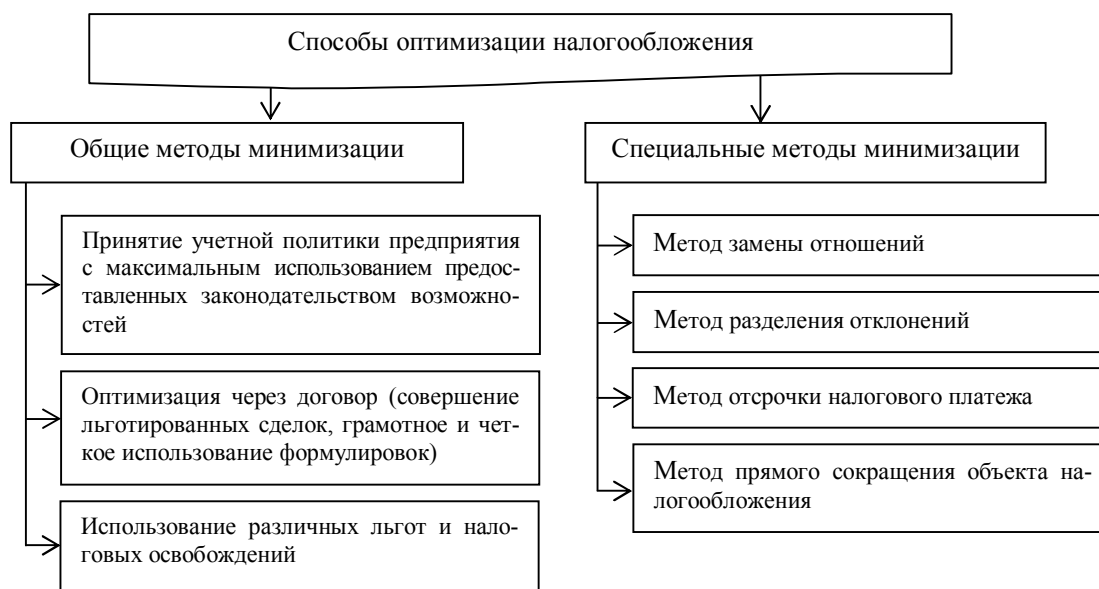 Способы оптимизации налогообложения
Общие методы минимизации
Принятие учетной политики предприятия
с максимальным использованием предос-
тавленных законодательством возможно-
стей
Оптимизация через договор (совершение
льготированных сделок, грамотное и чет-
кое использование формулировок)
Использование различных льгот и нало-
говых освобождений
Специальные методы минимизации
Метод замены отношений
Метод разделения отклонений
Метод отсрочки налогового платежа
Метод прямого сокращения объекта на-
логообложения